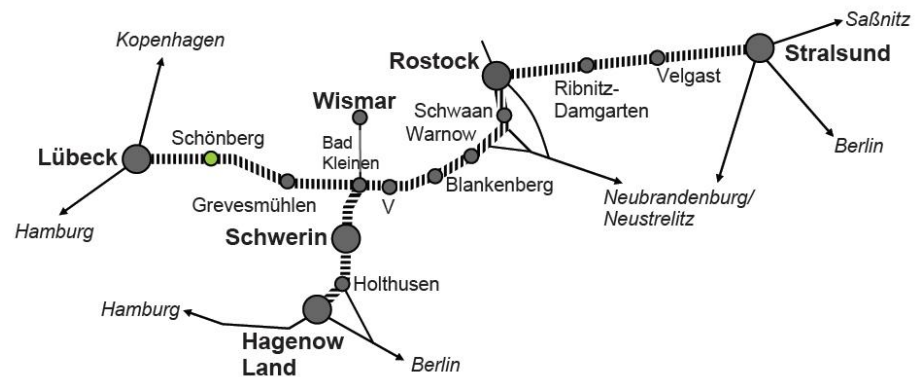 Saßnitz
Kopenhagen
Rostock
Stralsund
Ribnitz-
Damgarten
Velgast
Wismar
Schwaan
Warnow
Schönberg
Bad
Kleinen
Lübeck
Berlin
Blankenberg
Grevesmühlen
V
Neubrandenburg/
Neustrelitz
Hamburg
Schwerin
Holthusen
Hamburg
Hagenow
Land
Berlin